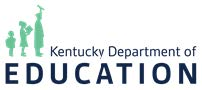 Kentucky Department of
EDUCATION